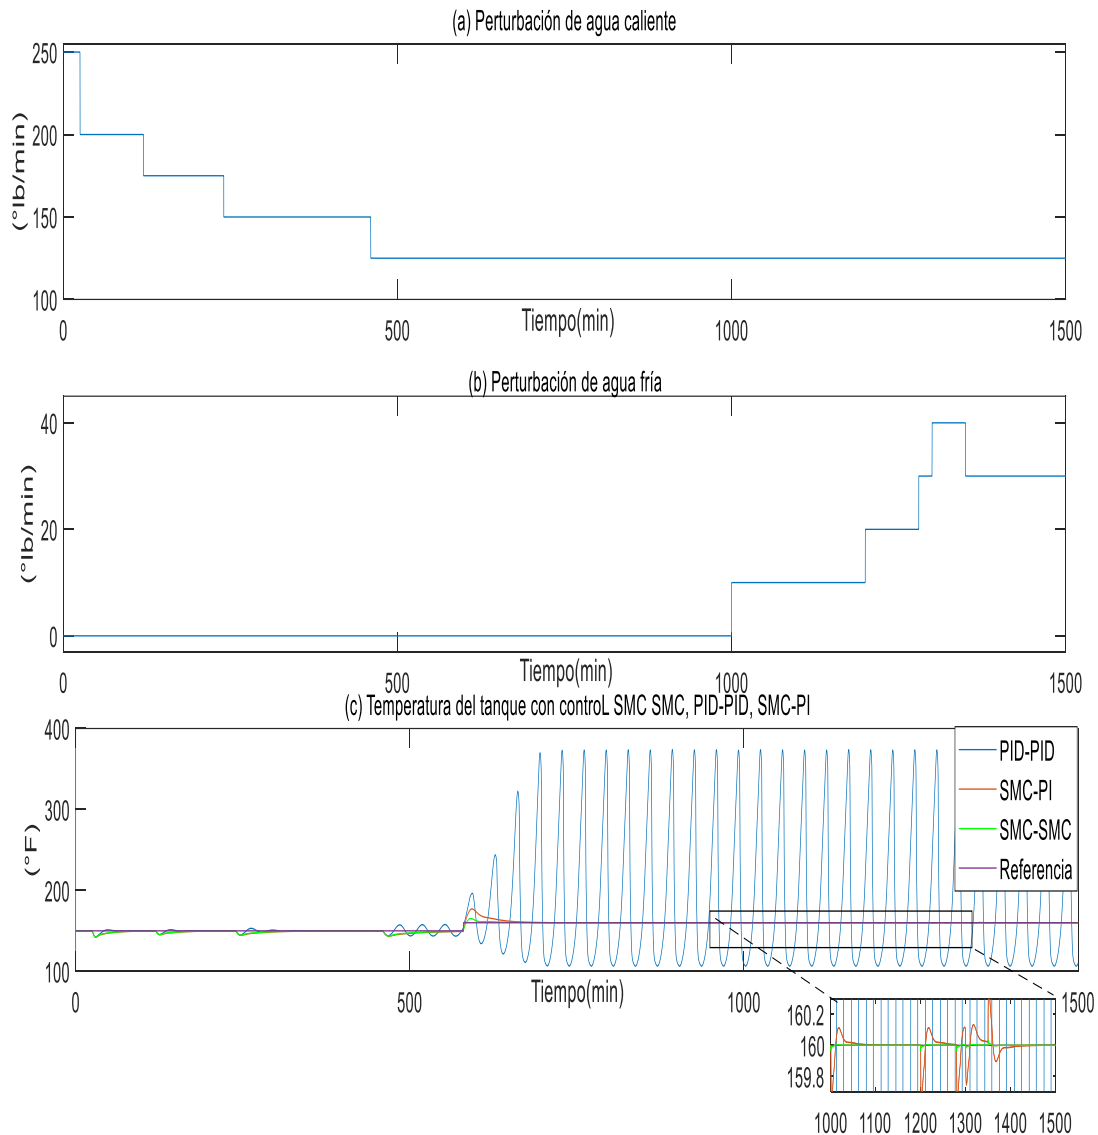 (a) Perturbación de agua caliente
250
200
150
100
(°lb/min)
0
500
1000
1500
Tiempo(min)
(b) Perturbación de agua fría
40
20
0
(°lb/min)
0
500
1000
1500
Tiempo(min)
(c) Temperatura del tanque con controL SMC SMC, PID-PID, SMC-PI
400
300
200
100
(°F)
PID-PID
SMC-PI
SMC-SMC
Referencia
0
500
1000
1500
Tiempo(min)
160.2
160
159.8
1000 1100 1200 1300 1400 1500